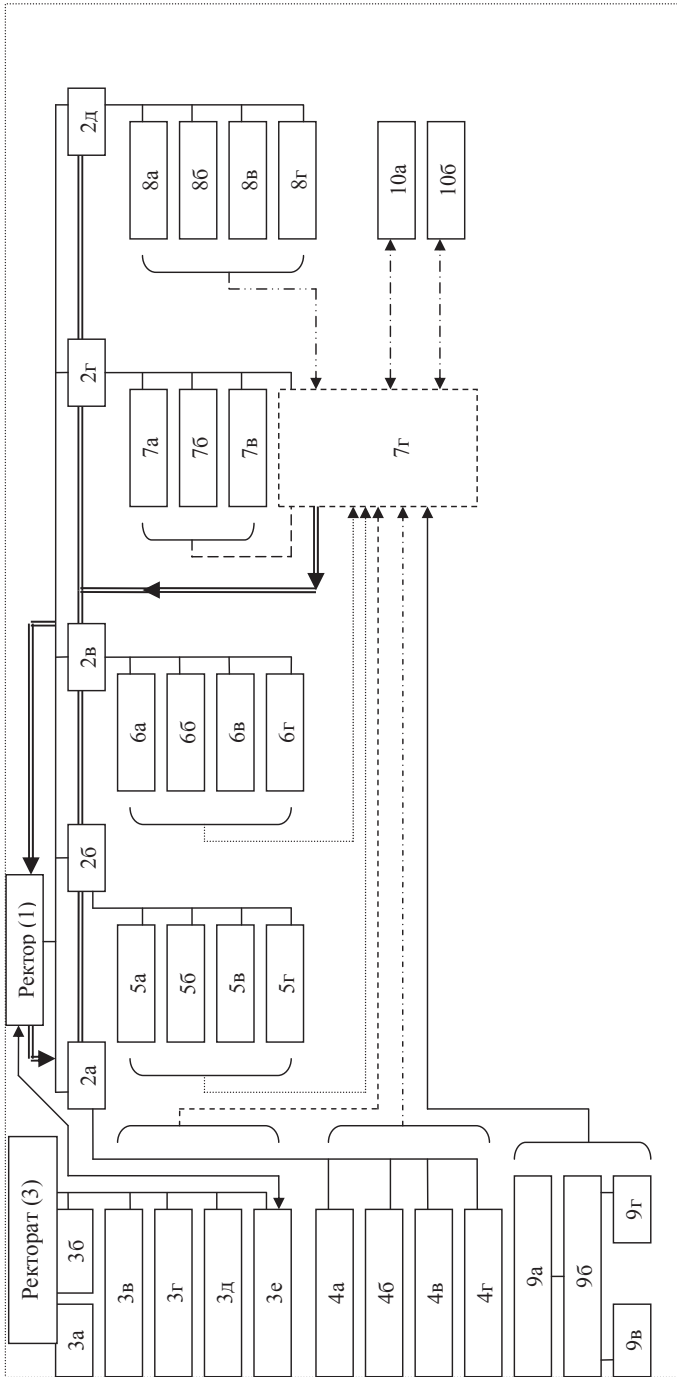 Ректорат (3)
Ректор (1)
3а
3б
3в
3г
3д
3е
2а
2б
2в
2г
2д
4а
4б
4в
4г
5а
5б
5в
5г
6а
6б
6в
6г
7а
7б
7в
7г
8а
8б
8в
8г
9а
9б
9в
9г
10а
10б